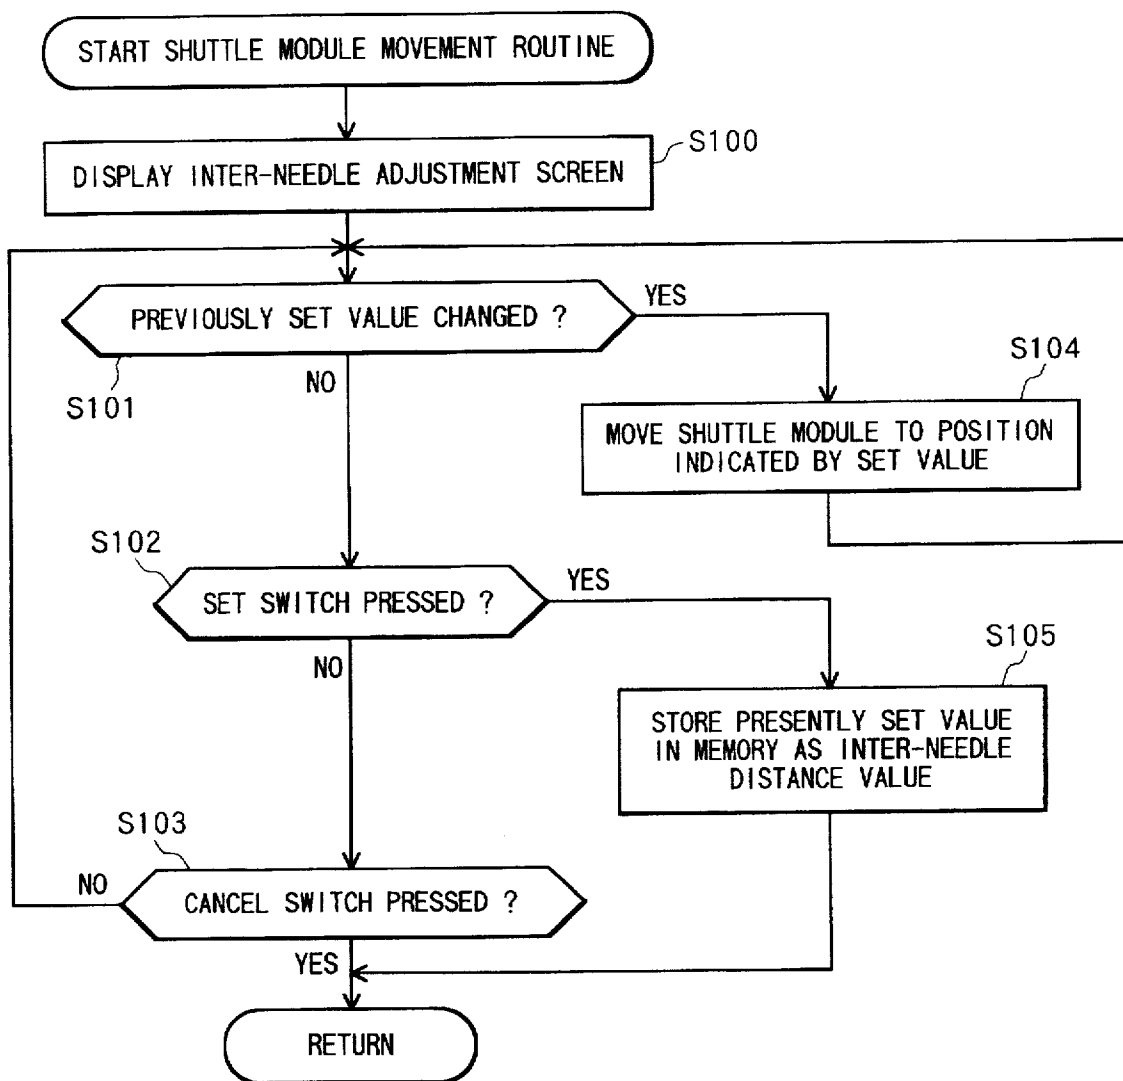 START SHUTTLE MODULE MOVEMENT ROUTINE
S100
DISPLAY INTER-NEEDLE ADJUSTMENT SCREEN
YES
PREVIOUSLY SET VALUE CHANGED ?
S101
NO
S104
MOVE SHUTTLE MODULE TO POSITION
INDICATED BY SET VALUE
S102
YES
SET SWITCH PRESSED ?
NO
S105
STORE PRESENTLY SET VALUE
IN MEMORY AS INTER-NEEDLE
DISTANCE VALUE
S103
NO
CANCEL SWITCH PRESSED ?
YES
RETURN